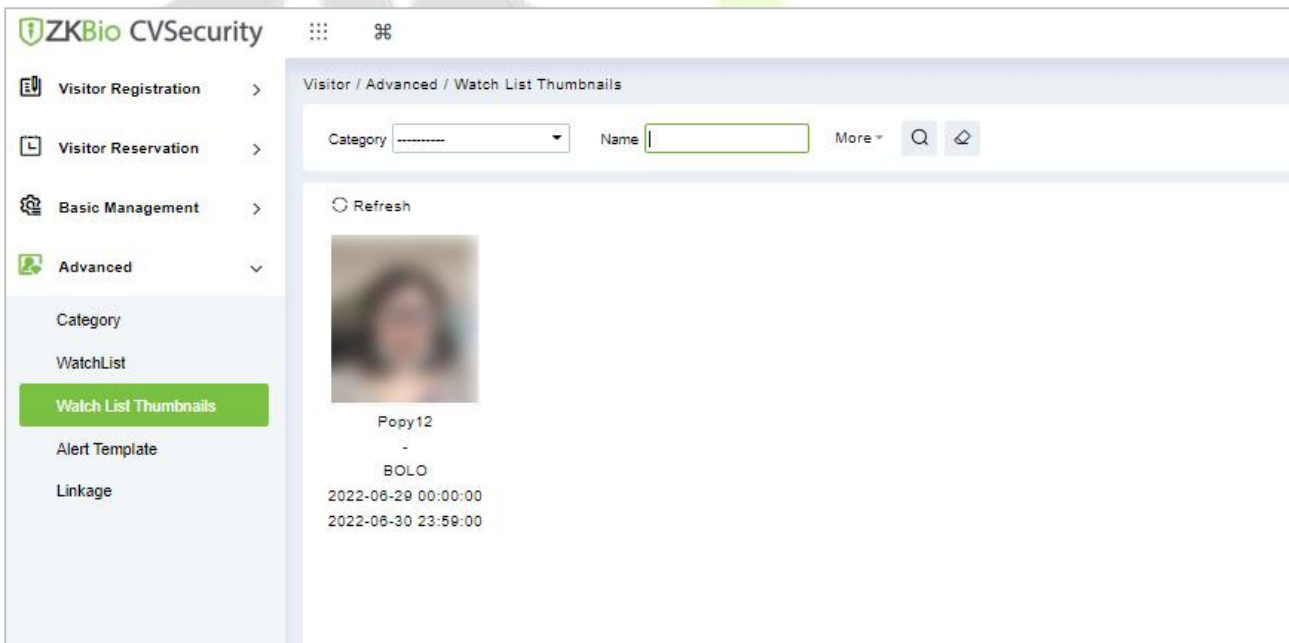 ZKBio CVSecurity
Visitor Registration
Visitor Reservation
Basic Management
Advanced
Category
WatchList
Watch List Thumbnails
Alert Template
Linkage
Visitor / Advanced / Watch List Thumbnails
Category ---------- Name More
Refresh
Popy12
-
BOLO
2022-06-29 00:00:00
2022-06-30 23:59:00